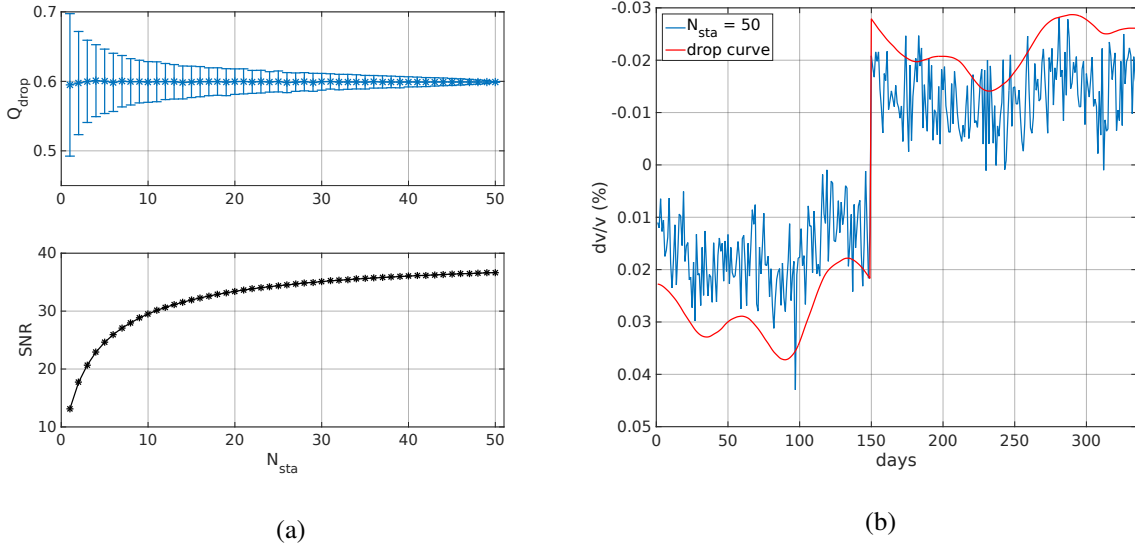 0.7
0.6
0.5
Q_drop
0 10 20 30 40 50
40
30
20
10
SNR
0 10 20 30 40 50
N_sta
(a)
-0.03
-0.02
-0.01
0
0.01
0.02
0.03
0.04
0.05
dv/v (%)
N_sta = 50
drop curve
0 50 100 150 200 250 300
days
(b)